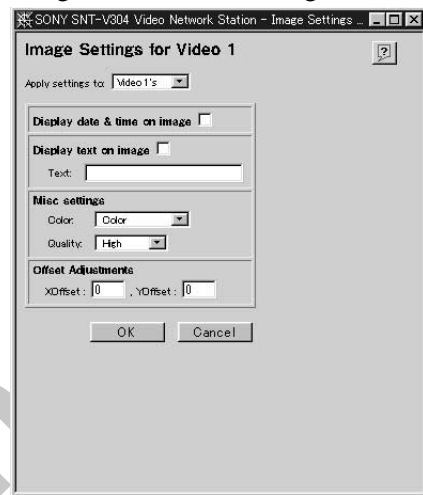 SONY SNT-V304 Video Network Station - Image Settings _
Image Settings for Video 1
?
Apply settings to: Video 1's
Display date & time on image
Display text on image
Text:
Misc settings
Color: Color
Quality: High
Offset Adjustments
XOffset: 0 , YOffset: 0
OK Cancel